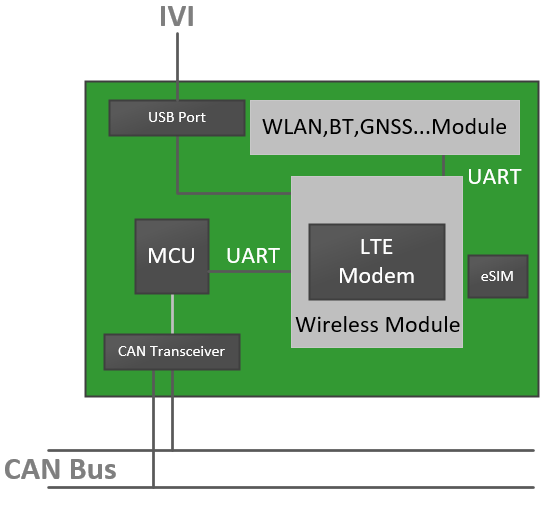 IVI
USB Port
WLAN,BT,GNSS...Module
UART
MCU
UART
LTE
Modem
eSIM
Wireless Module
CAN Transceiver
CAN Bus